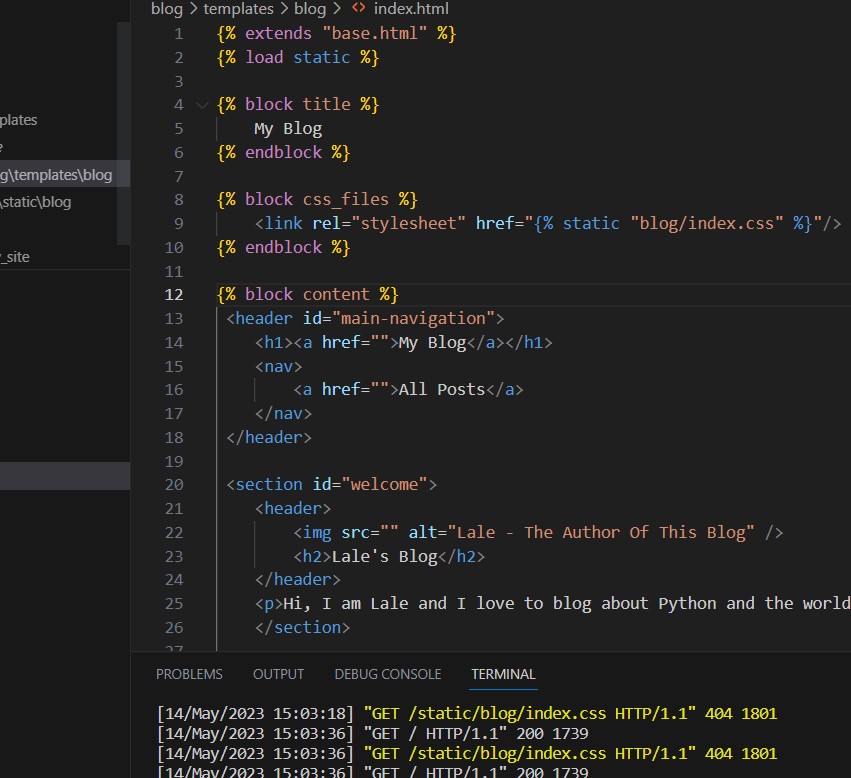 blog > templates > blog > <> index.html
1 {% extends "base.html" %}
2 {% load static %}
3
4 {% block title %}
5 My Blog
6 {% endblock %}
7
8 {% block css_files %}
9 <link rel="stylesheet" href="{% static "blog/index.css" %}"/>
10 {% endblock %}
11
12 {% block content %}
13 <header id="main-navigation">
14 <h1><a href="">My Blog</a></h1>
15 <nav>
16 <a href="">All Posts</a>
17 </nav>
18 </header>
19
20 <section id="welcome">
21 <header>
22 <img src="" alt="Lale - The Author Of This Blog" />
23 <h2>Lale's Blog</h2>
24 </header>
25 <p>Hi, I am Lale and I love to blog about Python and the world
26 </section>
27
plates
e
g\templates\blog
\static\blog
_site
PROBLEMS OUTPUT DEBUG CONSOLE TERMINAL
[14/May/2023 15:03:18] "GET /static/blog/index.css HTTP/1.1" 404 1801
[14/May/2023 15:03:36] "GET / HTTP/1.1" 200 1739
[14/May/2023 15:03:36] "GET /static/blog/index.css HTTP/1.1" 404 1801
[14/May/2023 15:03:36] "GET / HTTP/1.1" 200 1739